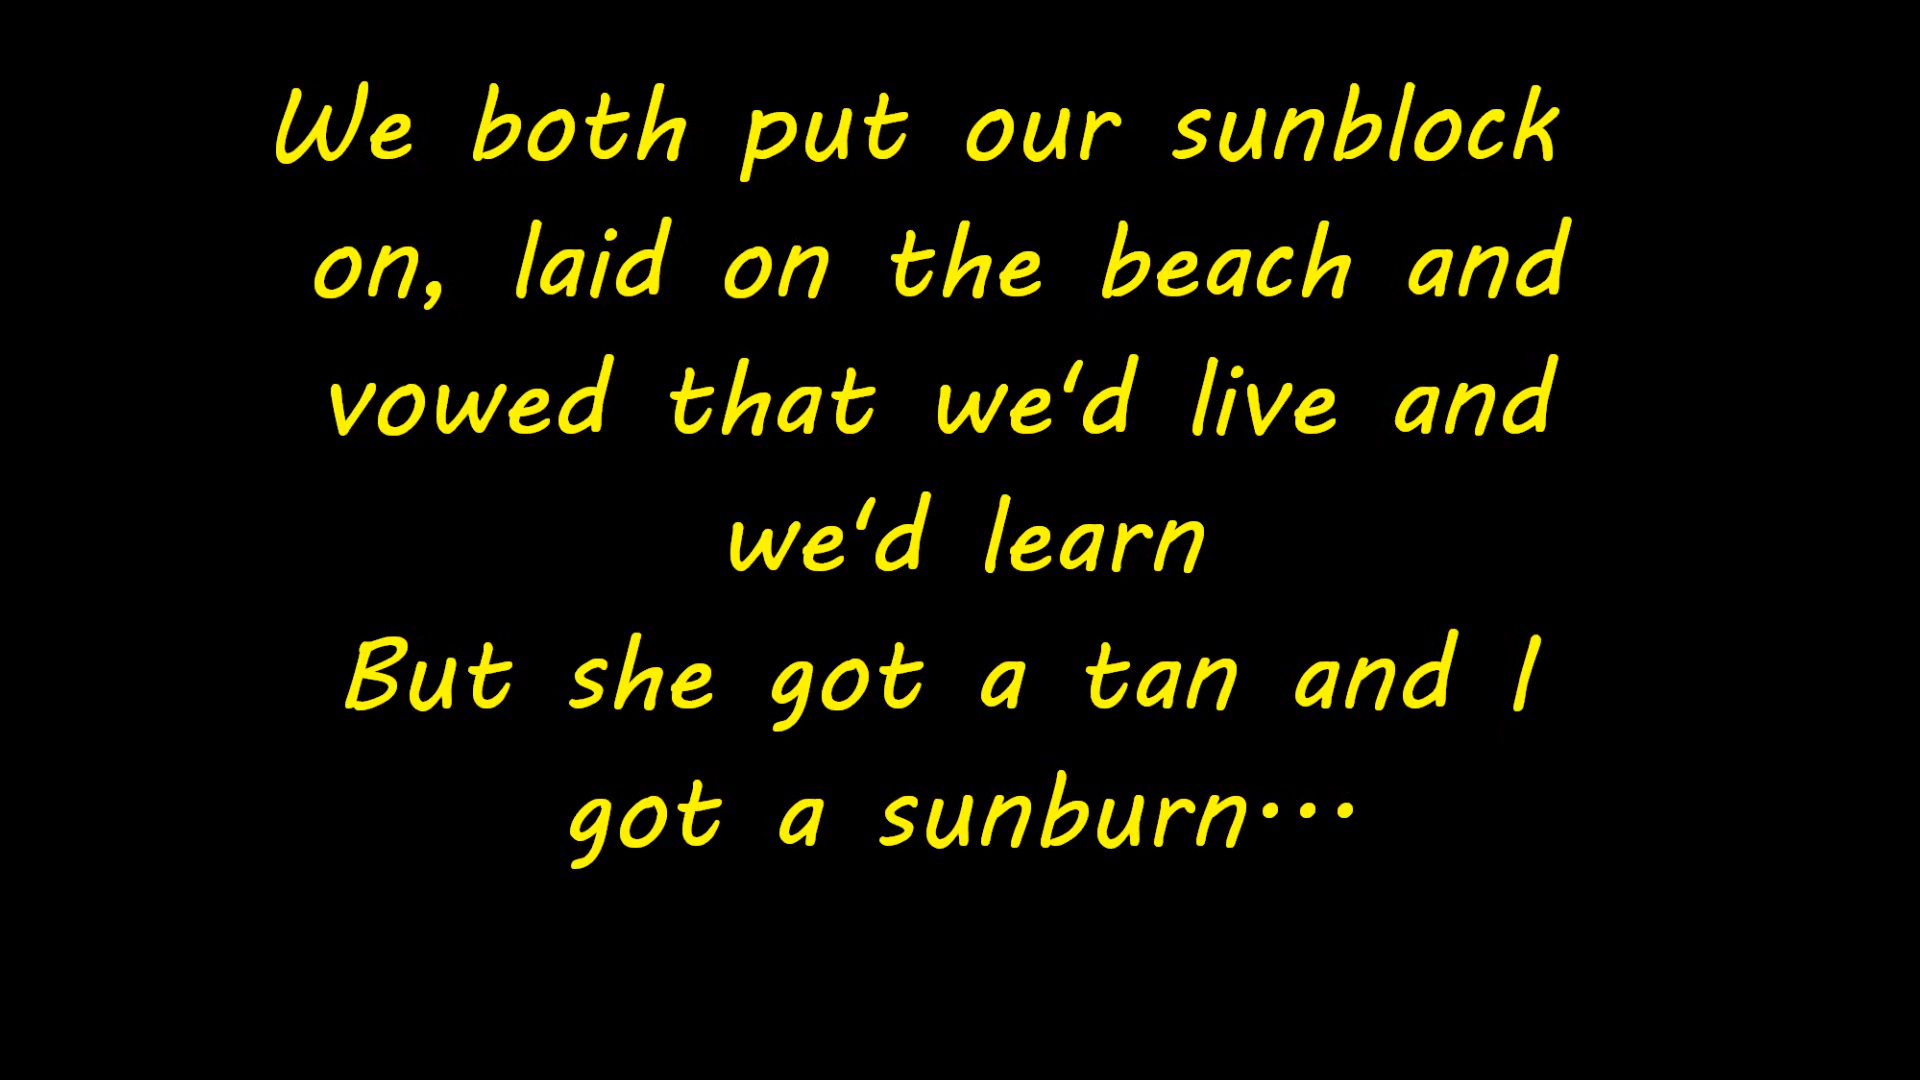 We both put our sunblock
on, laid on the beach and
vowed that we‘d live and
we‘d learn
But she got a tan and I
got a sunburn…